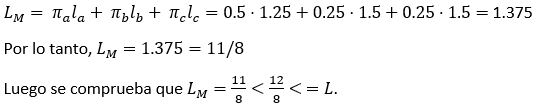 L_M = π_a l_a + π_b l_b + π_c l_c = 0.5 · 1.25 + 0.25 · 1.5 + 0.25 · 1.5 = 1.375
Por lo tanto, L_M = 1.375 = 11/8
Luego se comprueba que L_M = 11/8 < 12/8 < = L.